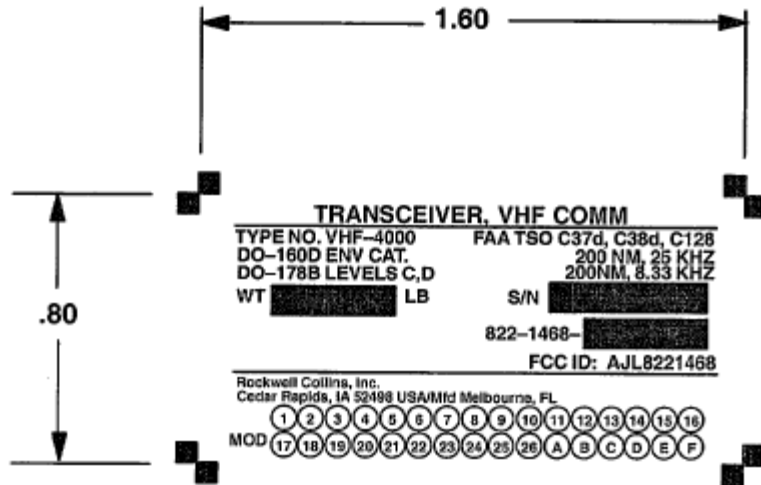 1.60
.80
TRANSCEIVER, VHF COMM
TYPE NO. VHF-4000 FAA TSO C37d, C38d, C128
DO-160D ENV CAT. 200 NM, 25 KHZ
DO-178B LEVELS C,D 200NM, 8.33 KHZ
WT LB S/N
822-1468-
FCC ID: AJL8221468
Rockwell Collins, Inc.
Cedar Rapids, IA 52498 USA/Mfd Melbourne, FL
1 2 3 4 5 6 7 8 9 10 11 12 13 14 15 16
MOD 17 18 19 20 21 22 23 24 25 26 A B C D E F